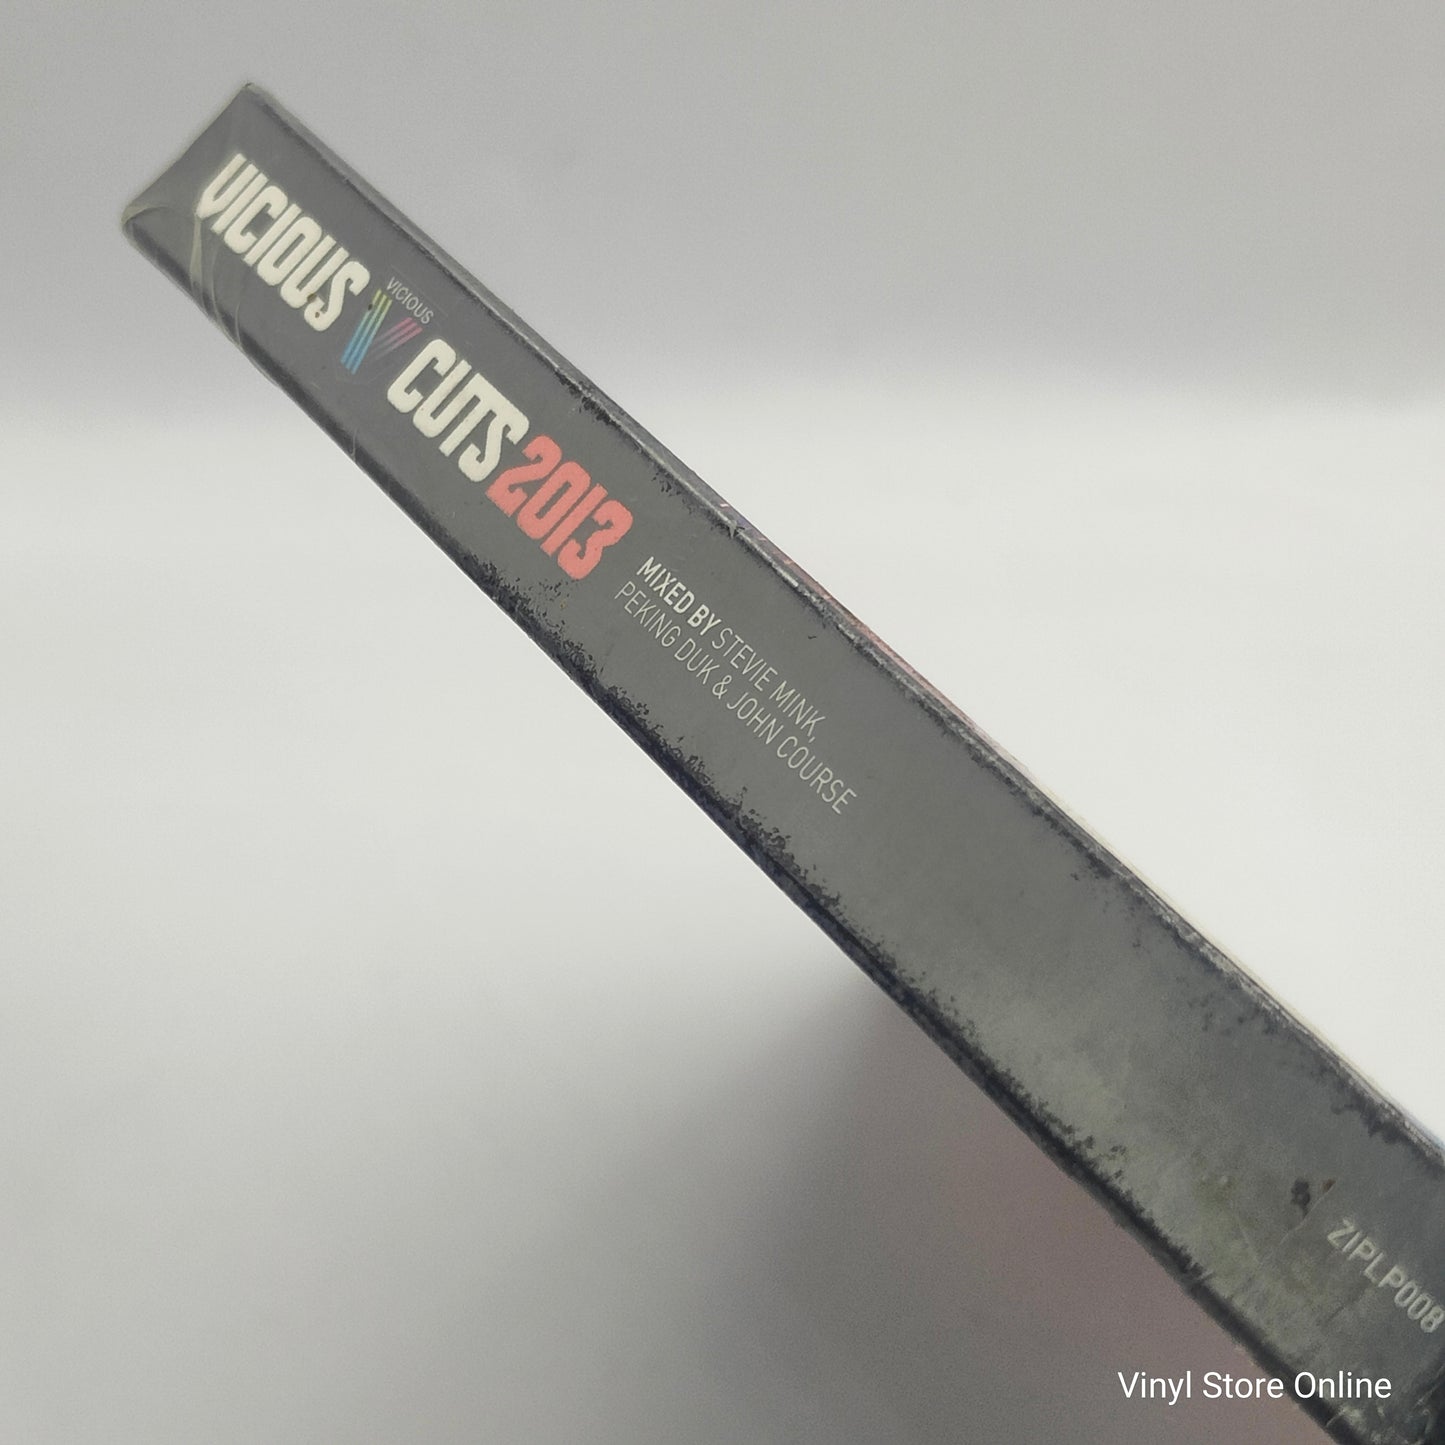 VICIOUS VICIOUS CUTS 2013
MIXED BY STEVIE MINK,
PEKING DUK & JOHN COURSE
ZIPLP008
Vinyl Store Online